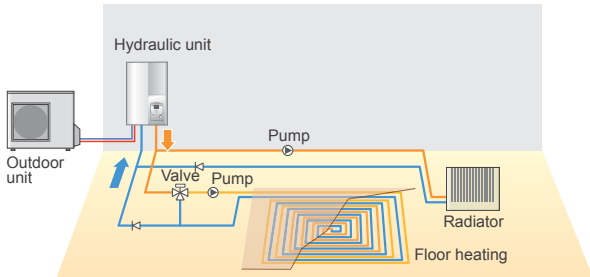 Hydraulic unit
Outdoor
unit
Pump
Valve
Pump
Radiator
Floor heating